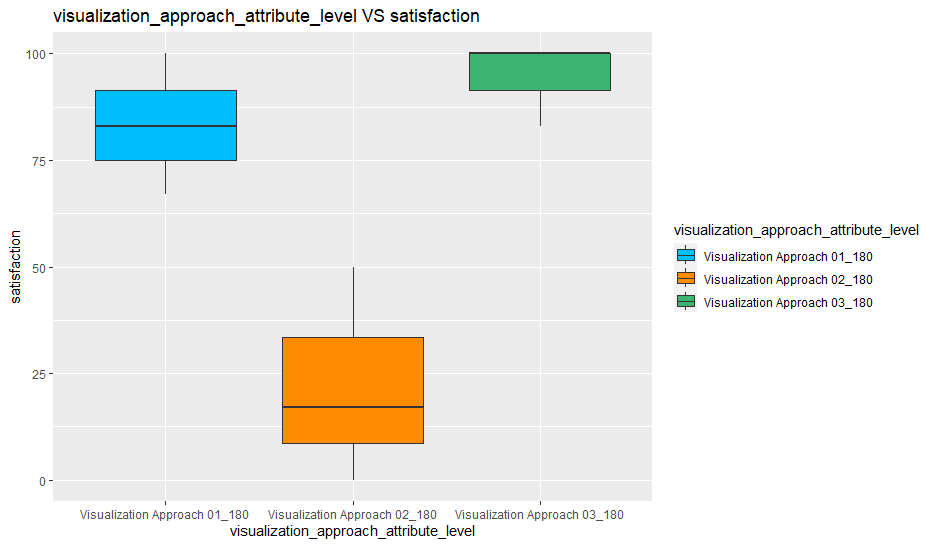 visualization_approach_attribute_level VS satisfaction
100
75
50
25
0
satisfaction
Visualization Approach 01_180
Visualization Approach 02_180
Visualization Approach 03_180
visualization_approach_attribute_level
visualization_approach_attribute_level
Visualization Approach 01_180
Visualization Approach 02_180
Visualization Approach 03_180